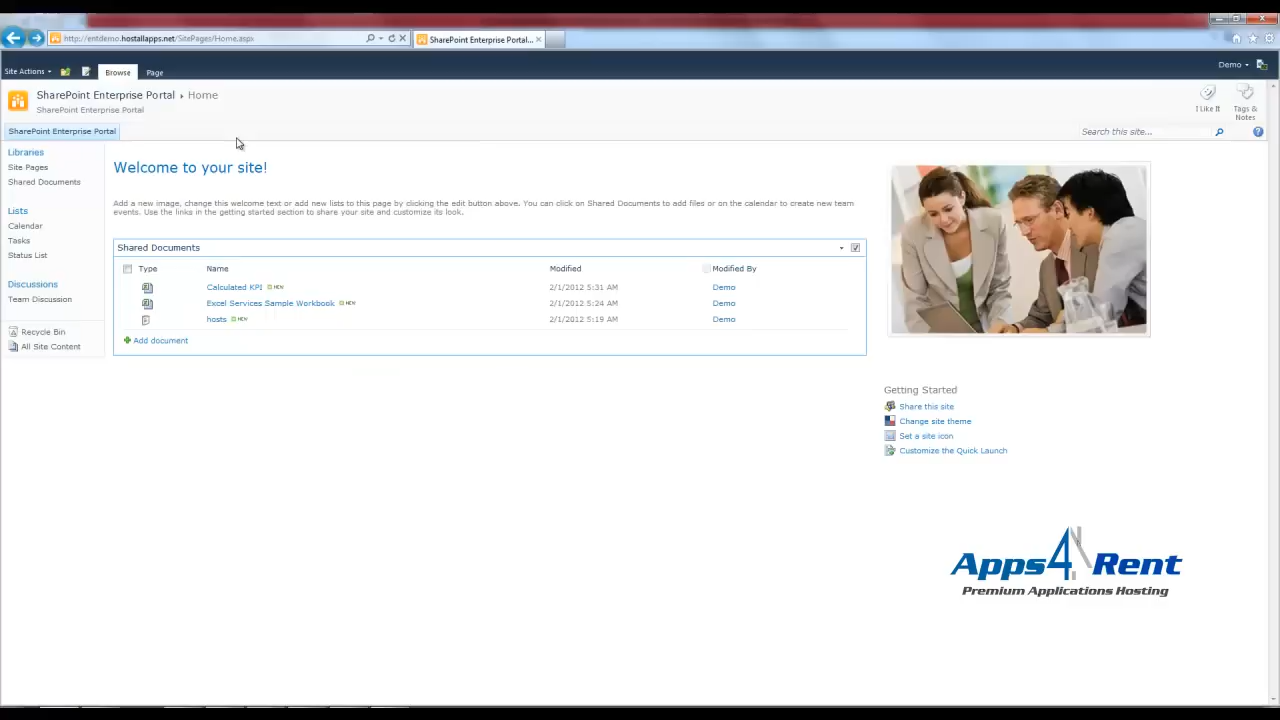 http://entdemo.hostallapps.net/SitePages/Home.aspx
SharePoint Enterprise Portal...
Site Actions
Browse
Page
Demo
SharePoint Enterprise Portal ▸ Home
SharePoint Enterprise Portal
I Like It
Tags & Notes
SharePoint Enterprise Portal
Search this site...
Libraries
Site Pages
Shared Documents
Lists
Calendar
Tasks
Status List
Discussions
Team Discussion
Recycle Bin
All Site Content
Welcome to your site!
Add a new image, change this welcome text or add new lists to this page by clicking the edit button above. You can click on Shared Documents to add files or on the calendar to create new team
events. Use the links in the getting started section to share your site and customize its look.
Shared Documents
Type Name Modified Modified By
Calculated KPI NEW 2/1/2012 5:31 AM Demo
Excel Services Sample Workbook NEW 2/1/2012 5:24 AM Demo
hosts NEW 2/1/2012 5:19 AM Demo
Add document
Getting Started
Share this site
Change site theme
Set a site icon
Customize the Quick Launch
Apps4Rent
Premium Applications Hosting